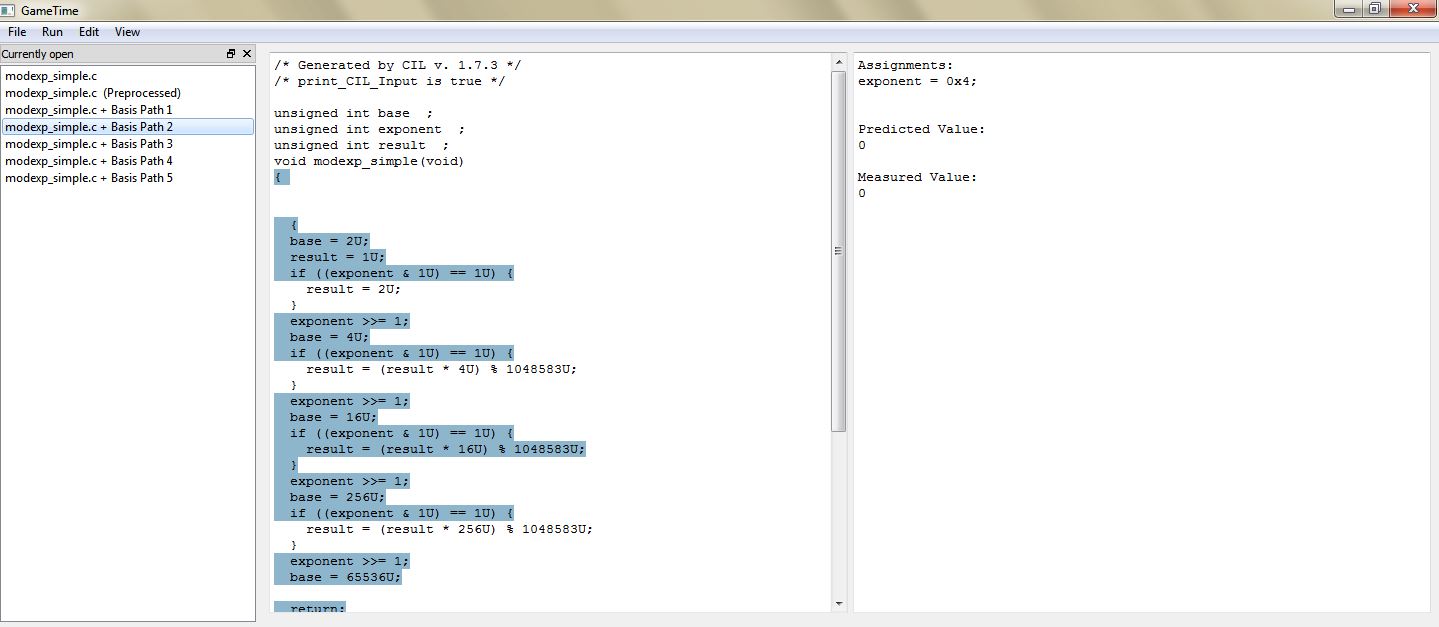 GameTime
File Run Edit View
Currently open
modexp_simple.c
modexp_simple.c (Preprocessed)
modexp_simple.c + Basis Path 1
modexp_simple.c + Basis Path 2
modexp_simple.c + Basis Path 3
modexp_simple.c + Basis Path 4
modexp_simple.c + Basis Path 5
/* Generated by CIL v. 1.7.3 */
/* print_CIL_Input is true */
unsigned int base  ;
unsigned int exponent  ;
unsigned int result  ;
void modexp_simple(void)
{
  {
  base = 2U;
  result = 1U;
  if ((exponent & 1U) == 1U) {
    result = 2U;
  }
  exponent >>= 1;
  base = 4U;
  if ((exponent & 1U) == 1U) {
    result = (result * 4U) % 1048583U;
  }
  exponent >>= 1;
  base = 16U;
  if ((exponent & 1U) == 1U) {
    result = (result * 16U) % 1048583U;
  }
  exponent >>= 1;
  base = 256U;
  if ((exponent & 1U) == 1U) {
    result = (result * 256U) % 1048583U;
  }
  exponent >>= 1;
  base = 65536U;
  return;
Assignments:
exponent = 0x4;
Predicted Value:
0
Measured Value:
0